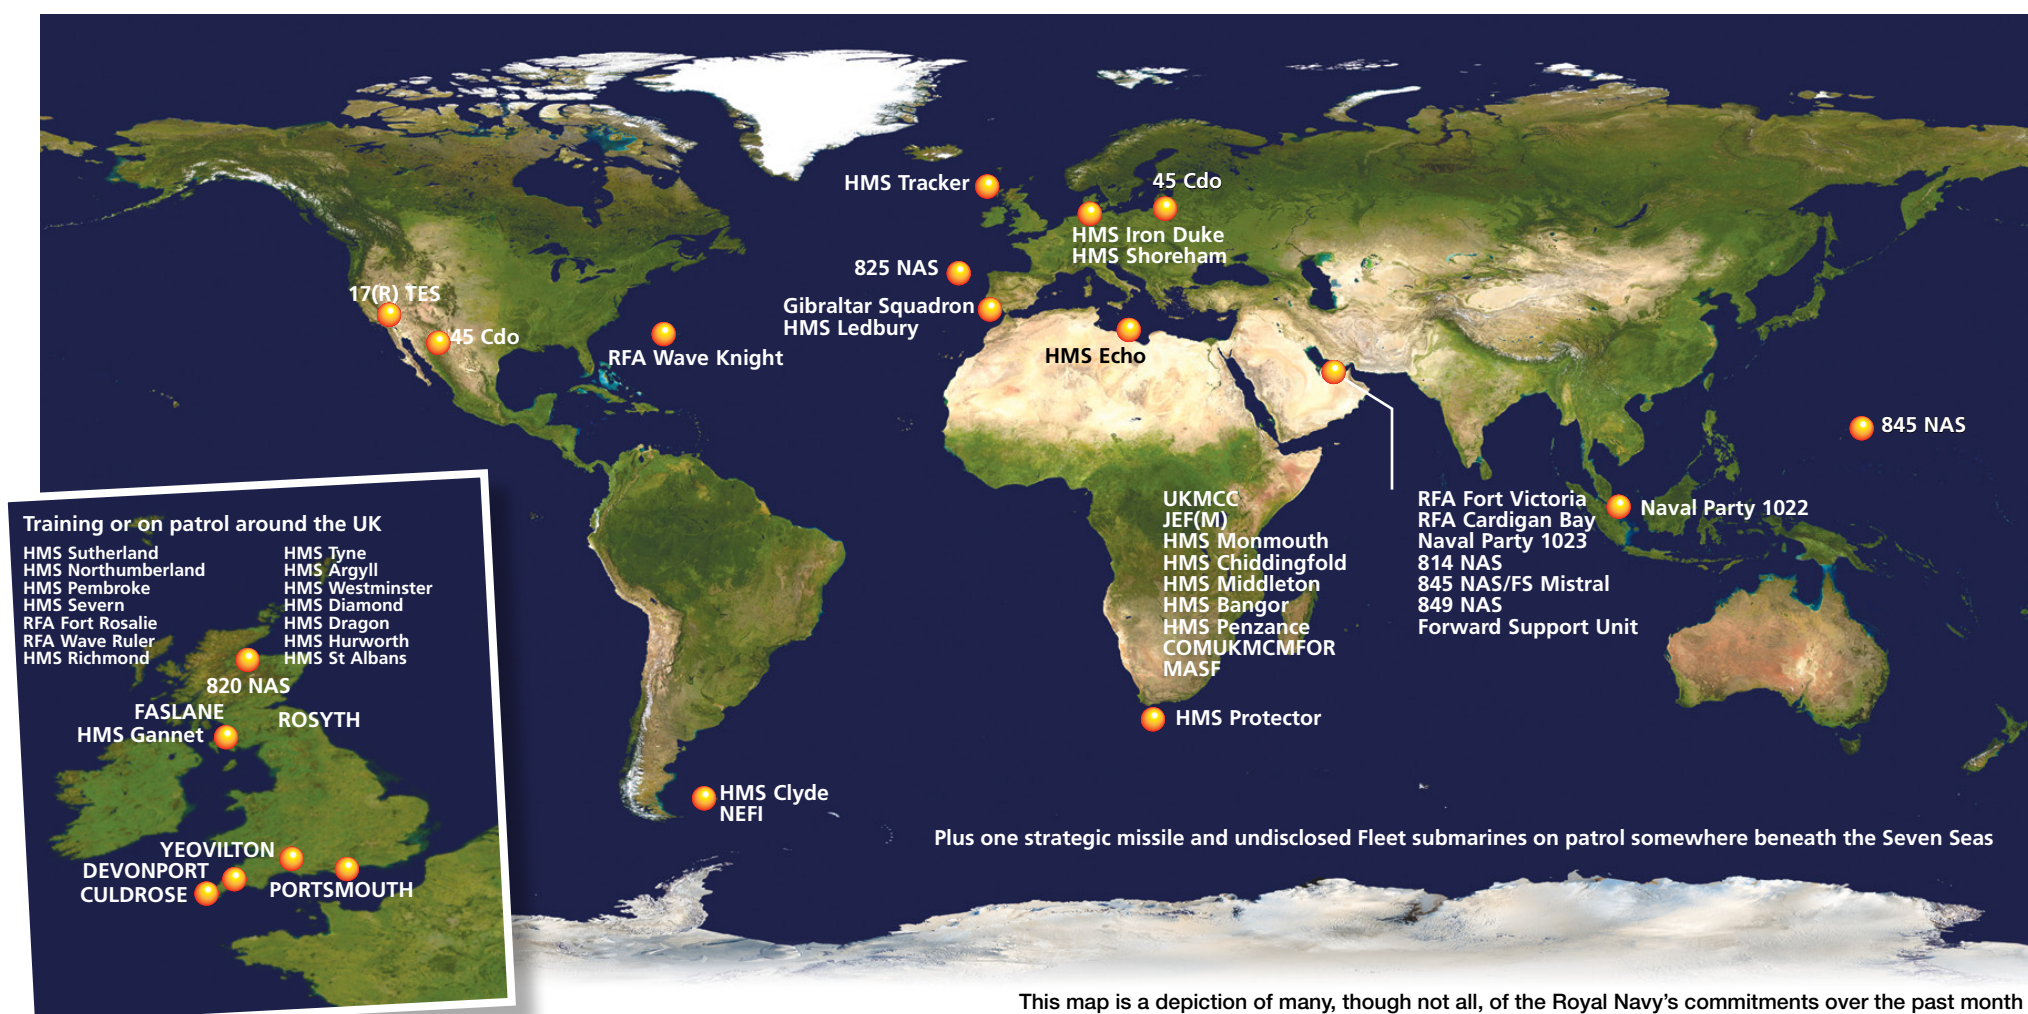 HMS Tracker
45 Cdo
HMS Iron Duke
HMS Shoreham
825 NAS
Gibraltar Squadron
HMS Ledbury
17(R) TES
45 Cdo
RFA Wave Knight
HMS Echo
845 NAS
UKMCC
JEF(M)
HMS Monmouth
HMS Chiddingfold
HMS Middleton
HMS Bangor
HMS Penzance
COMUKMCMFOR
MASF
RFA Fort Victoria
RFA Cardigan Bay
Naval Party 1023
814 NAS
845 NAS/FS Mistral
849 NAS
Forward Support Unit
Naval Party 1022
HMS Protector
HMS Clyde
NEFI
Plus one strategic missile and undisclosed Fleet submarines on patrol somewhere beneath the Seven Seas
Training or on patrol around the UK
HMS Sutherland
HMS Northumberland
HMS Pembroke
HMS Severn
RFA Fort Rosalie
RFA Wave Ruler
HMS Richmond
HMS Tyne
HMS Argyll
HMS Westminster
HMS Diamond
HMS Dragon
HMS Hurworth
HMS St Albans
820 NAS
FASLANE
HMS Gannet
ROSYTH
YEOVILTON
DEVONPORT
CULDROSE
PORTSMOUTH
This map is a depiction of many, though not all, of the Royal Navy's commitments over the past month